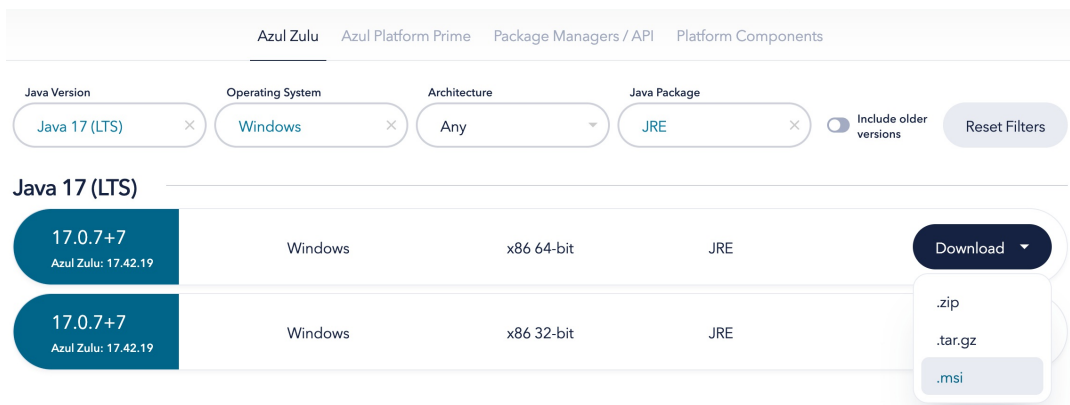 Azul Zulu Azul Platform Prime Package Managers / API Platform Components
Java Version Operating System Architecture Java Package
Java 17 (LTS) × Windows × Any JRE × Include older versions Reset Filters
Java 17 (LTS)
17.0.7+7
Azul Zulu: 17.42.19
Windows x86 64-bit JRE Download
17.0.7+7
Azul Zulu: 17.42.19
Windows x86 32-bit JRE
.zip
.tar.gz
.msi